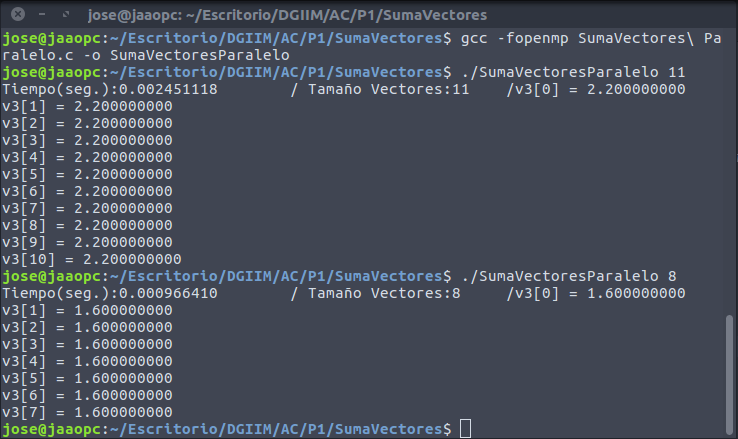 jose@jaaopc: ~/Escritorio/DGIIM/AC/P1/SumaVectores
jose@jaaopc:~/Escritorio/DGIIM/AC/P1/SumaVectores$ gcc -fopenmp SumaVectores\ Pa
ralelo.c -o SumaVectoresParalelo
jose@jaaopc:~/Escritorio/DGIIM/AC/P1/SumaVectores$ ./SumaVectoresParalelo 11
Tiempo(seg.):0.002451118        / Tamaño Vectores:11    /v3[0] = 2.200000000
v3[1] = 2.200000000
v3[2] = 2.200000000
v3[3] = 2.200000000
v3[4] = 2.200000000
v3[5] = 2.200000000
v3[6] = 2.200000000
v3[7] = 2.200000000
v3[8] = 2.200000000
v3[9] = 2.200000000
v3[10] = 2.200000000
jose@jaaopc:~/Escritorio/DGIIM/AC/P1/SumaVectores$ ./SumaVectoresParalelo 8
Tiempo(seg.):0.000966410        / Tamaño Vectores:8     /v3[0] = 1.600000000
v3[1] = 1.600000000
v3[2] = 1.600000000
v3[3] = 1.600000000
v3[4] = 1.600000000
v3[5] = 1.600000000
v3[6] = 1.600000000
v3[7] = 1.600000000
jose@jaaopc:~/Escritorio/DGIIM/AC/P1/SumaVectores$